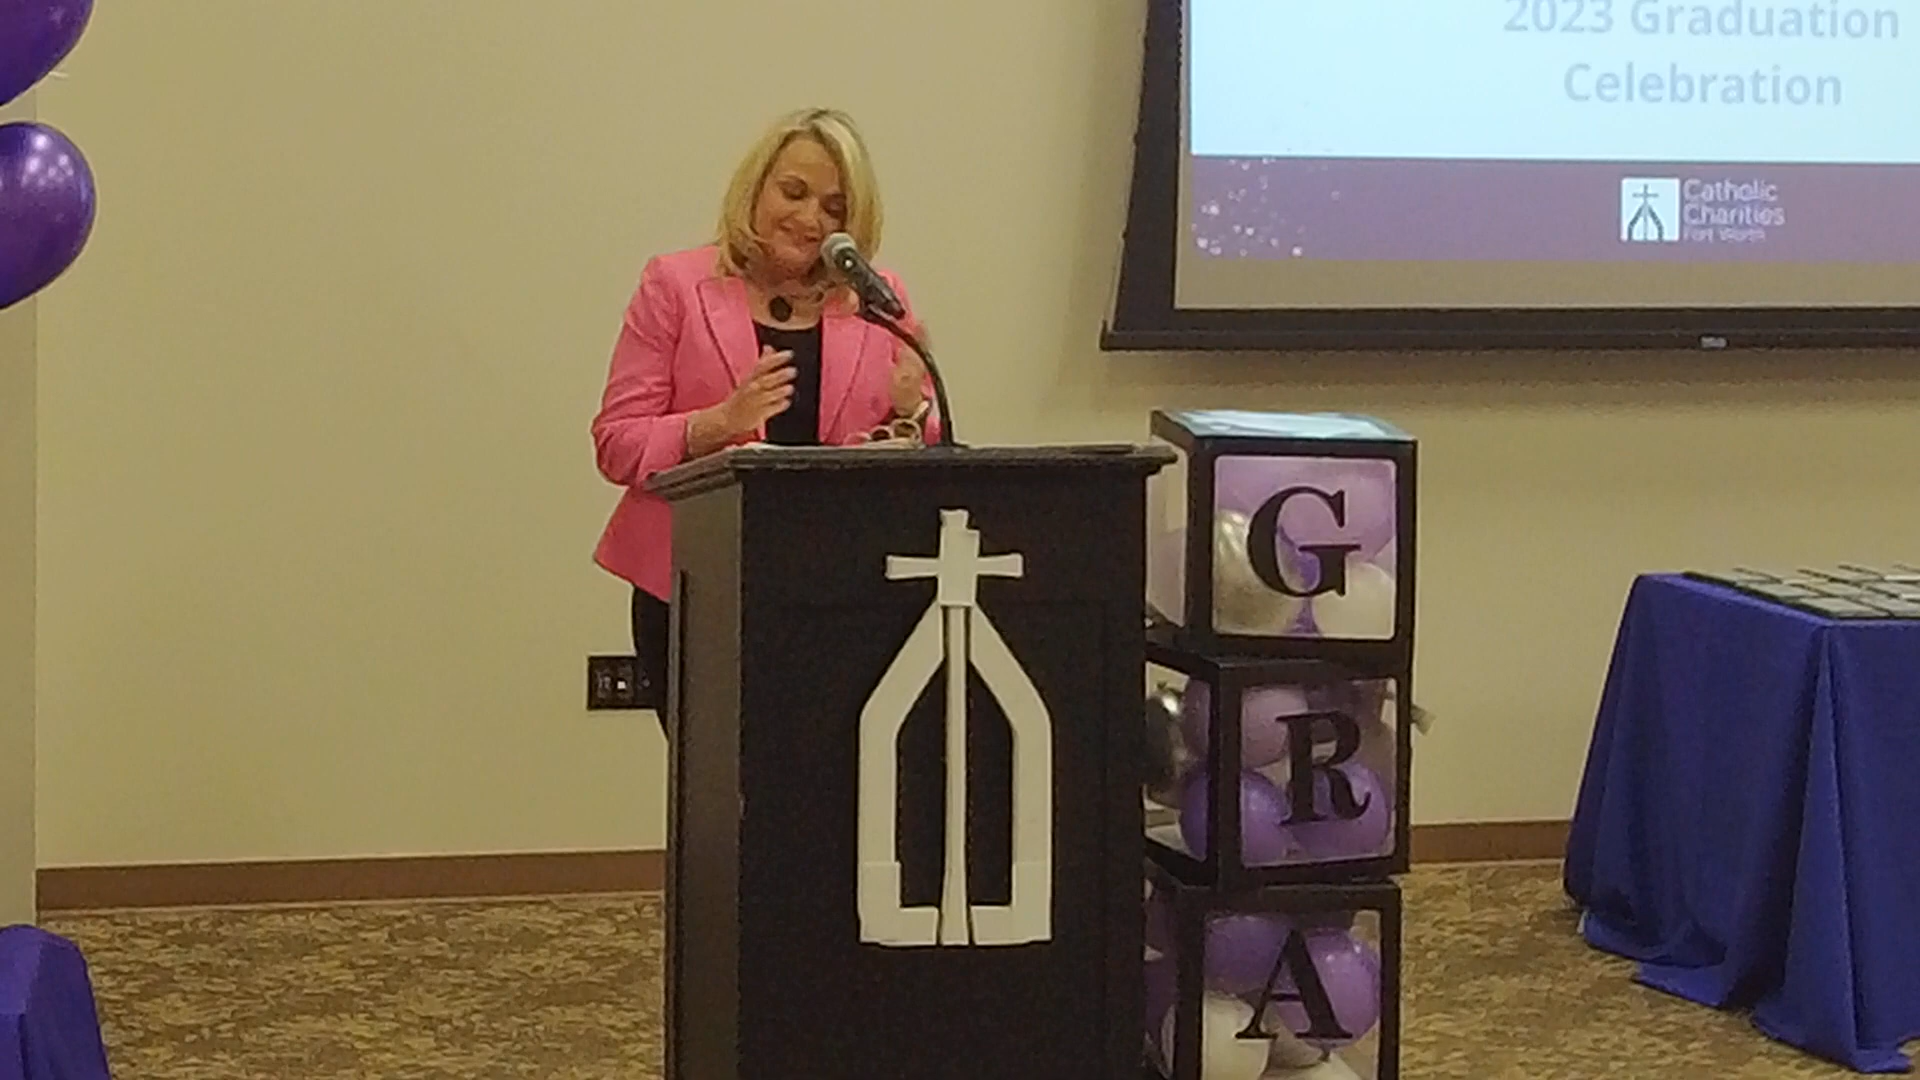 2023 Graduation
Celebration
Catholic
Charities
Fort Worth
G
R
A